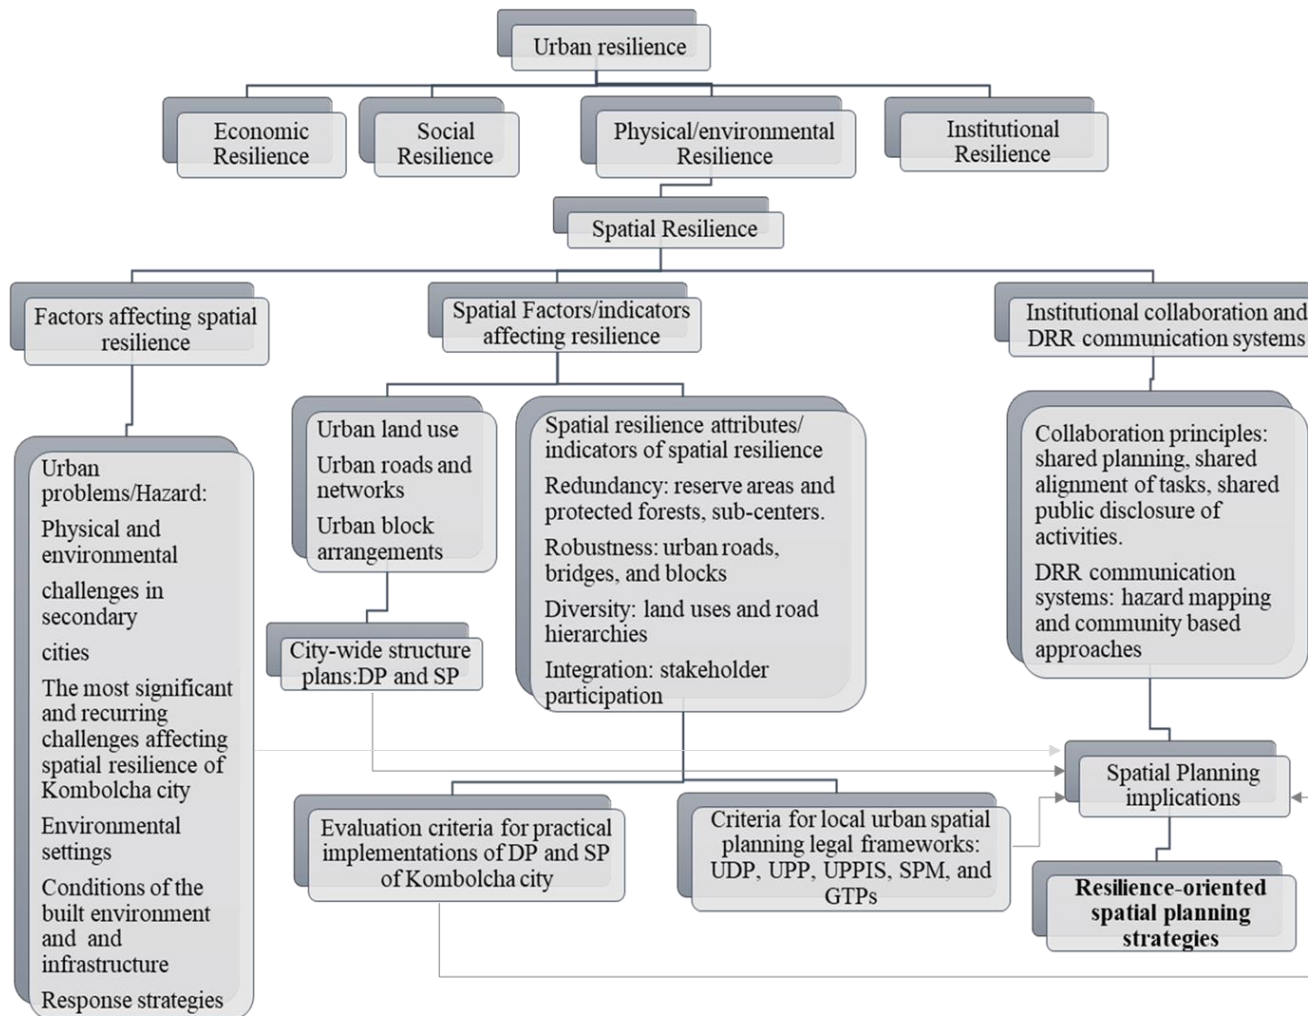 Urban resilience
Economic
Resilience
Social
Resilience
Physical/environmental
Resilience
Institutional
Resilience
Spatial Resilience
Factors affecting spatial
resilience
Spatial Factors/indicators
affecting resilience
Institutional collaboration and
DRR communication systems
Urban
problems/Hazard:
Physical and
environmental
challenges in
secondary
cities
The most significant
and recurring
challenges affecting
spatial resilience of
Kombolcha city
Environmental
settings
Conditions of the
built environment
and and
infrastructure
Response strategies
Urban land use
Urban roads and
networks
Urban block
arrangements
City-wide structure
plans:DP and SP
Spatial resilience attributes/
indicators of spatial resilience
Redundancy: reserve areas and
protected forests, sub-centers.
Robustness: urban roads,
bridges, and blocks
Diversity: land uses and road
hierarchies
Integration: stakeholder
participation
Collaboration principles:
shared planning, shared
alignment of tasks, shared
public disclosure of
activities.
DRR communication
systems: hazard mapping
and community based
approaches
Evaluation criteria for practical
implementations of DP and SP
of Kombolcha city
Criteria for local urban spatial
planning legal frameworks:
UDP, UPP, UPPIS, SPM, and
GTPs
Spatial Planning
implications
Resilience-oriented
spatial planning
strategies